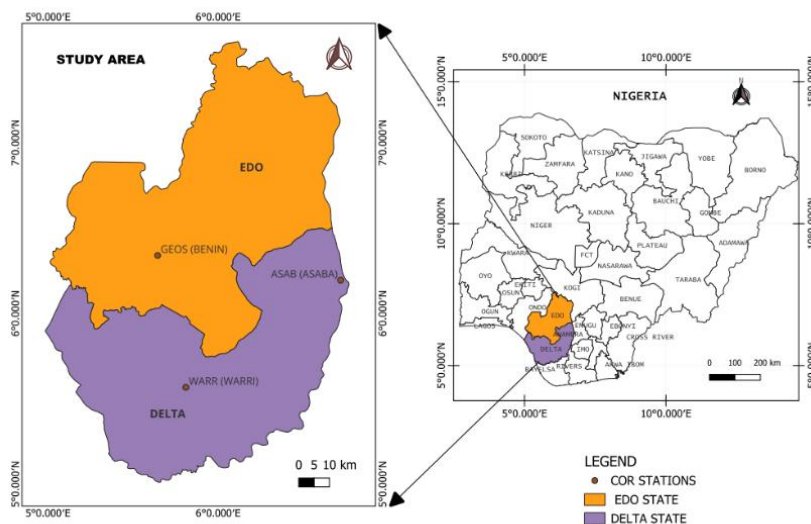 5°0.000'E 6°0.000'E
STUDY AREA
7°0.000'N
6°0.000'N
5°0.000'N
EDO
GEOS (BENIN)
ASAB (ASABA)
WARR (WARRI)
DELTA
0 5 10 km
5°0.000'E 6°0.000'E
7°0.000'N
6°0.000'N
5°0.000'N
5°0.000'E 10°0.000'E
NIGERIA
15°0.000'N
10°0.000'N
5°0.000'N
SOKOTO
KATSINA
JIGAWA
YOBE
BORNO
ZAMFARA
KANO
KEBBI
BAUCHI
GOMBE
KADUNA
NIGER
ADAMAWA
PLATEAU
FCT
KWARA
NASARAWA
TARABA
OYO
EKITI
KOGI
OSUN
BENUE
ONDO
EDO
OGUN
ENUGU
EBONYI
LAGOS
ANAMBRA
CROSS RIVER
DELTA
IMO
BAYELSA
RIVERS
AKWA IBOM
0 100 200 km
5°0.000'E 10°0.000'E
LEGEND
COR STATIONS
EDO STATE
DELTA STATE